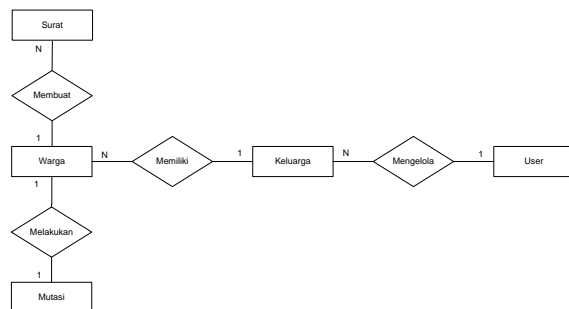 Surat
N
Membuat
1
Warga
N
Memiliki
1
Keluarga
N
Mengelola
1
User
1
Melakukan
1
Mutasi